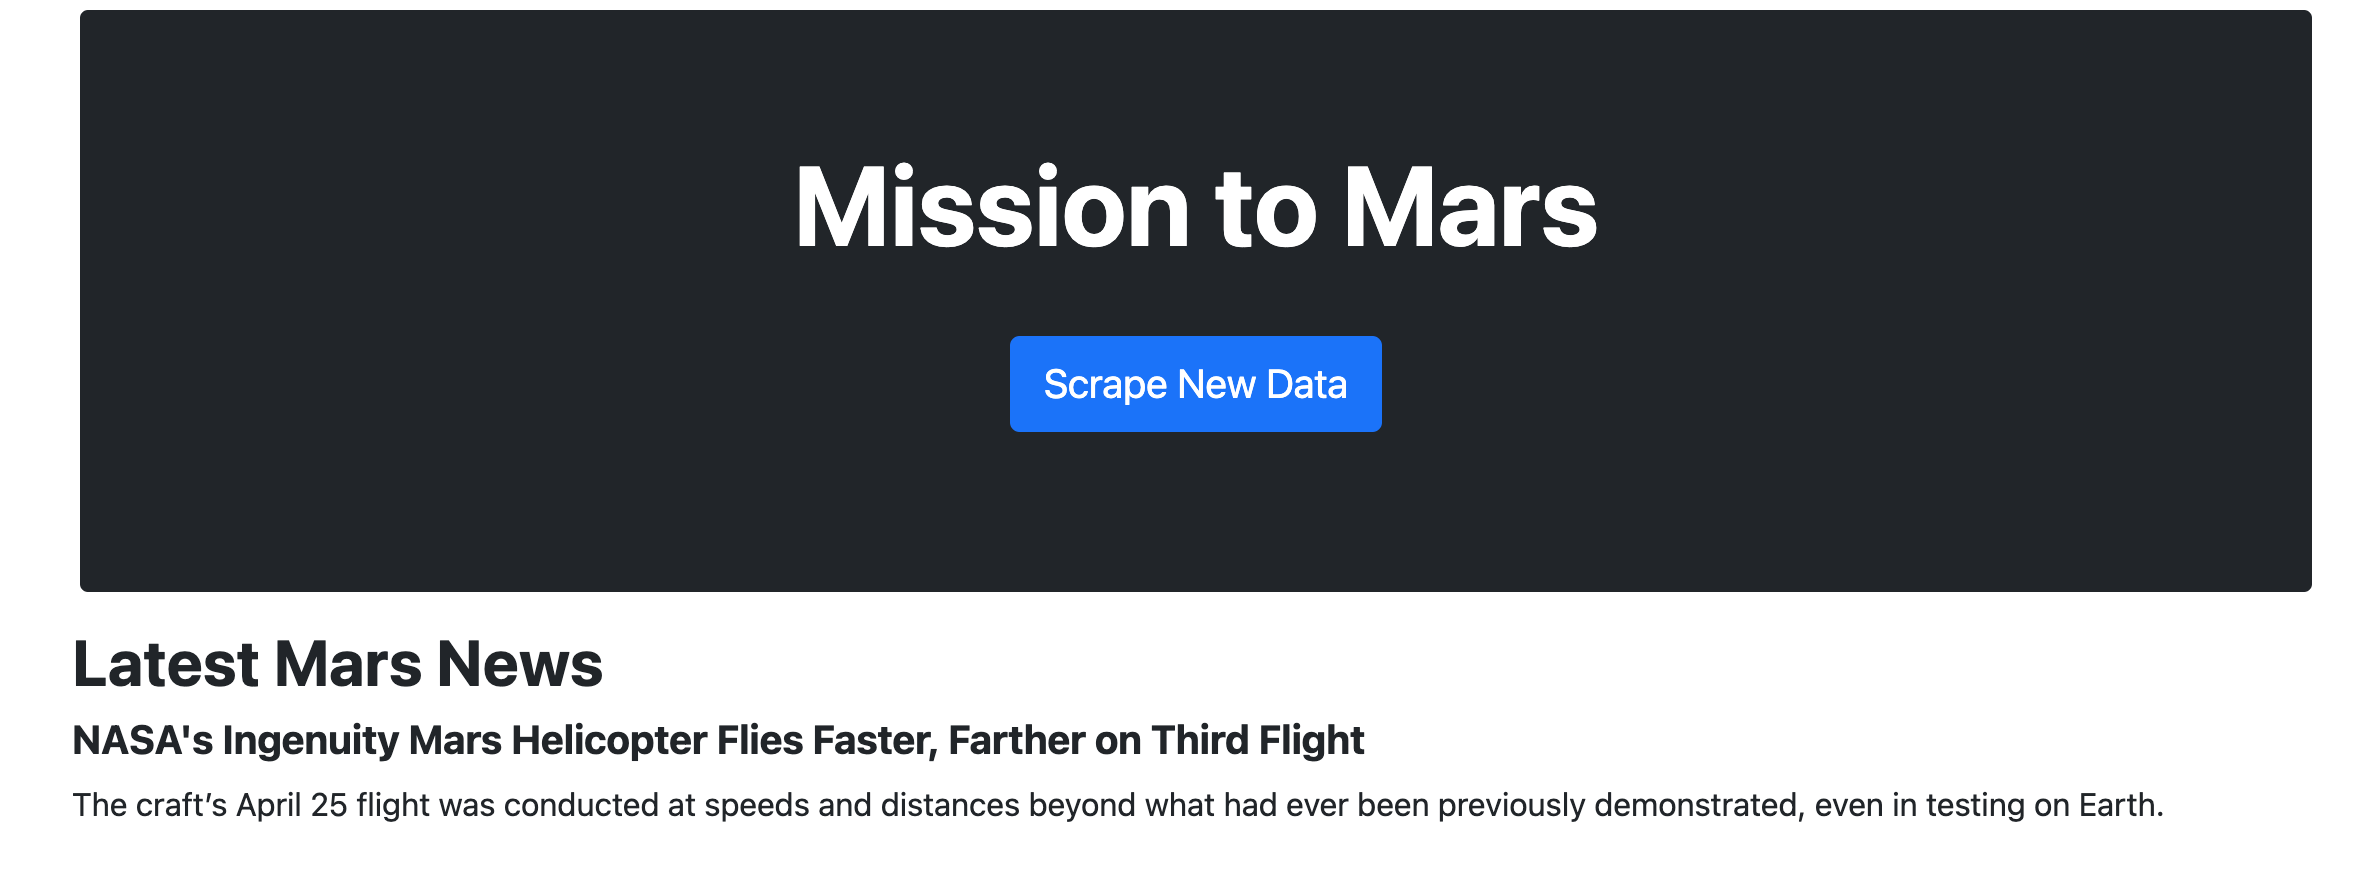 Mission to Mars
Scrape New Data
Latest Mars News
NASA's Ingenuity Mars Helicopter Flies Faster, Farther on Third Flight
The craft’s April 25 flight was conducted at speeds and distances beyond what had ever been previously demonstrated, even in testing on Earth.